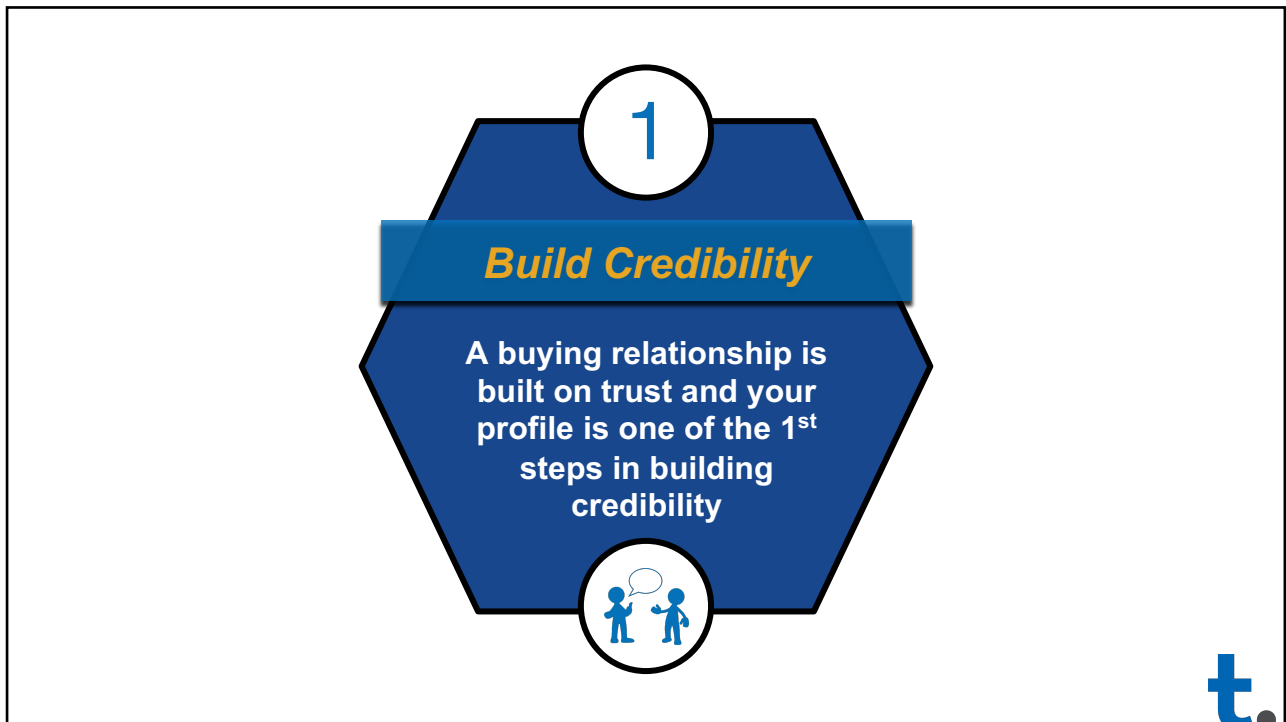 1
Build Credibility
A buying relationship is
built on trust and your
profile is one of the 1st
steps in building
credibility
t.